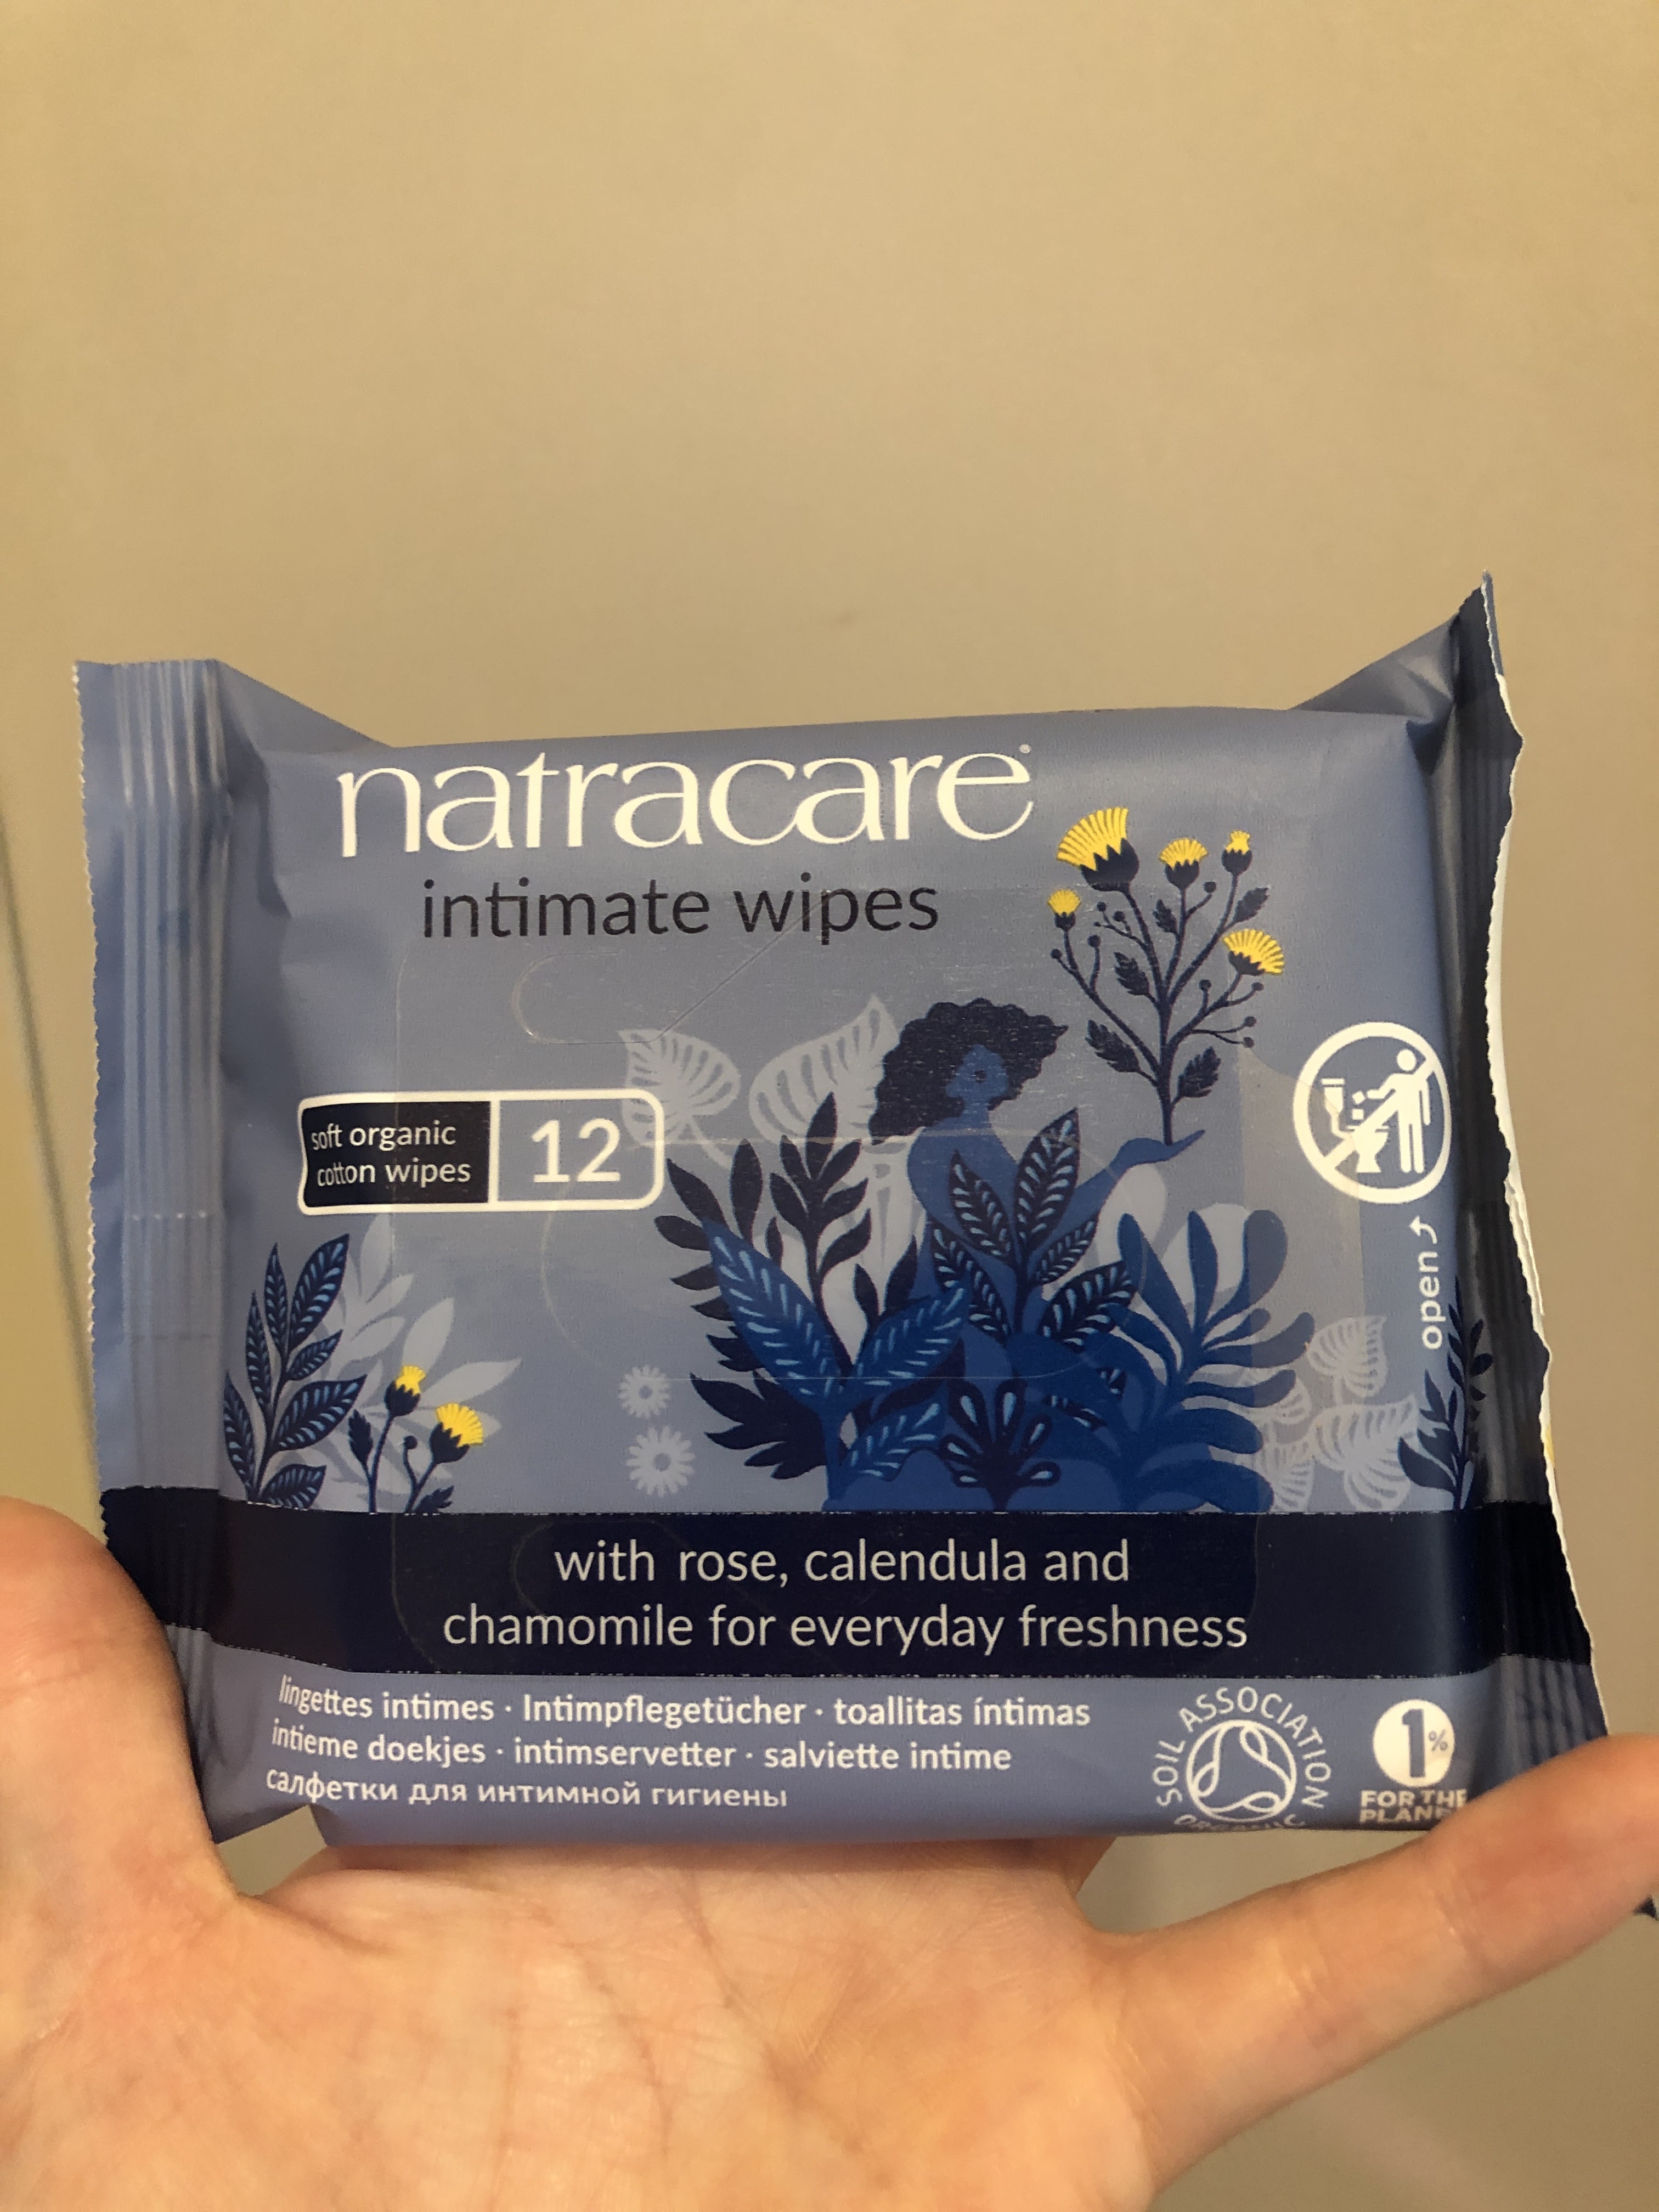 natracare®
intimate wipes
soft organic
cotton wipes
12
open
with rose, calendula and
chamomile for everyday freshness
lingettes intimes · Intimpflegetücher · toallitas íntimas
intieme doekjes · intimservetter · salviette intime
салфетки для интимной гигиены
SOIL ASSOCIATION
ORGANIC
1%
FOR THE